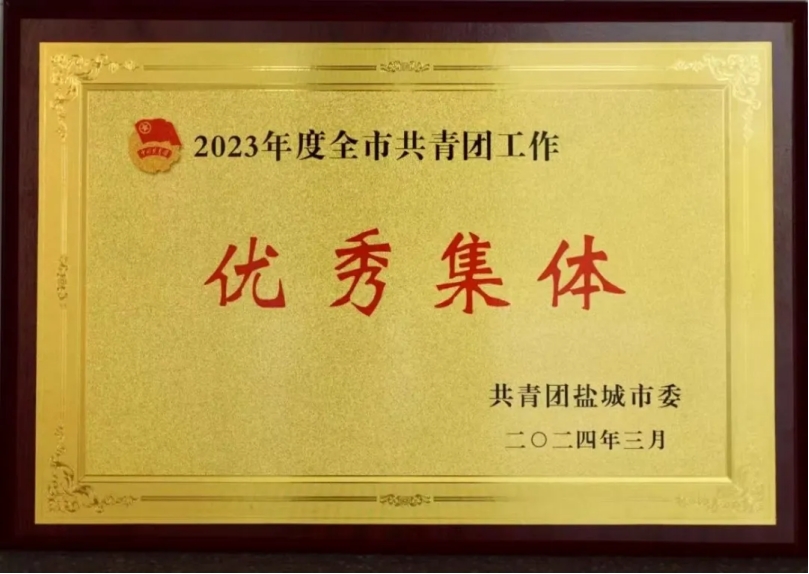 2023年度全市共青团工作
优秀集体
共青团盐城市委
二〇二四年三月